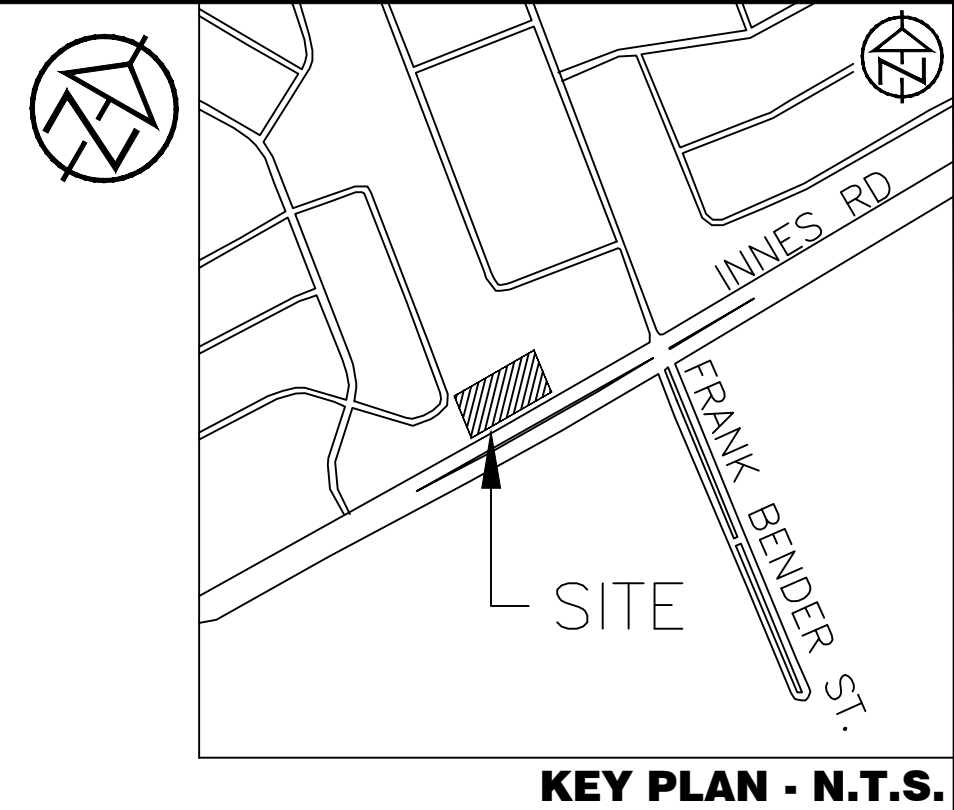 N
N
INNES RD
FRANK BENDER ST.
SITE
KEY PLAN - N.T.S.